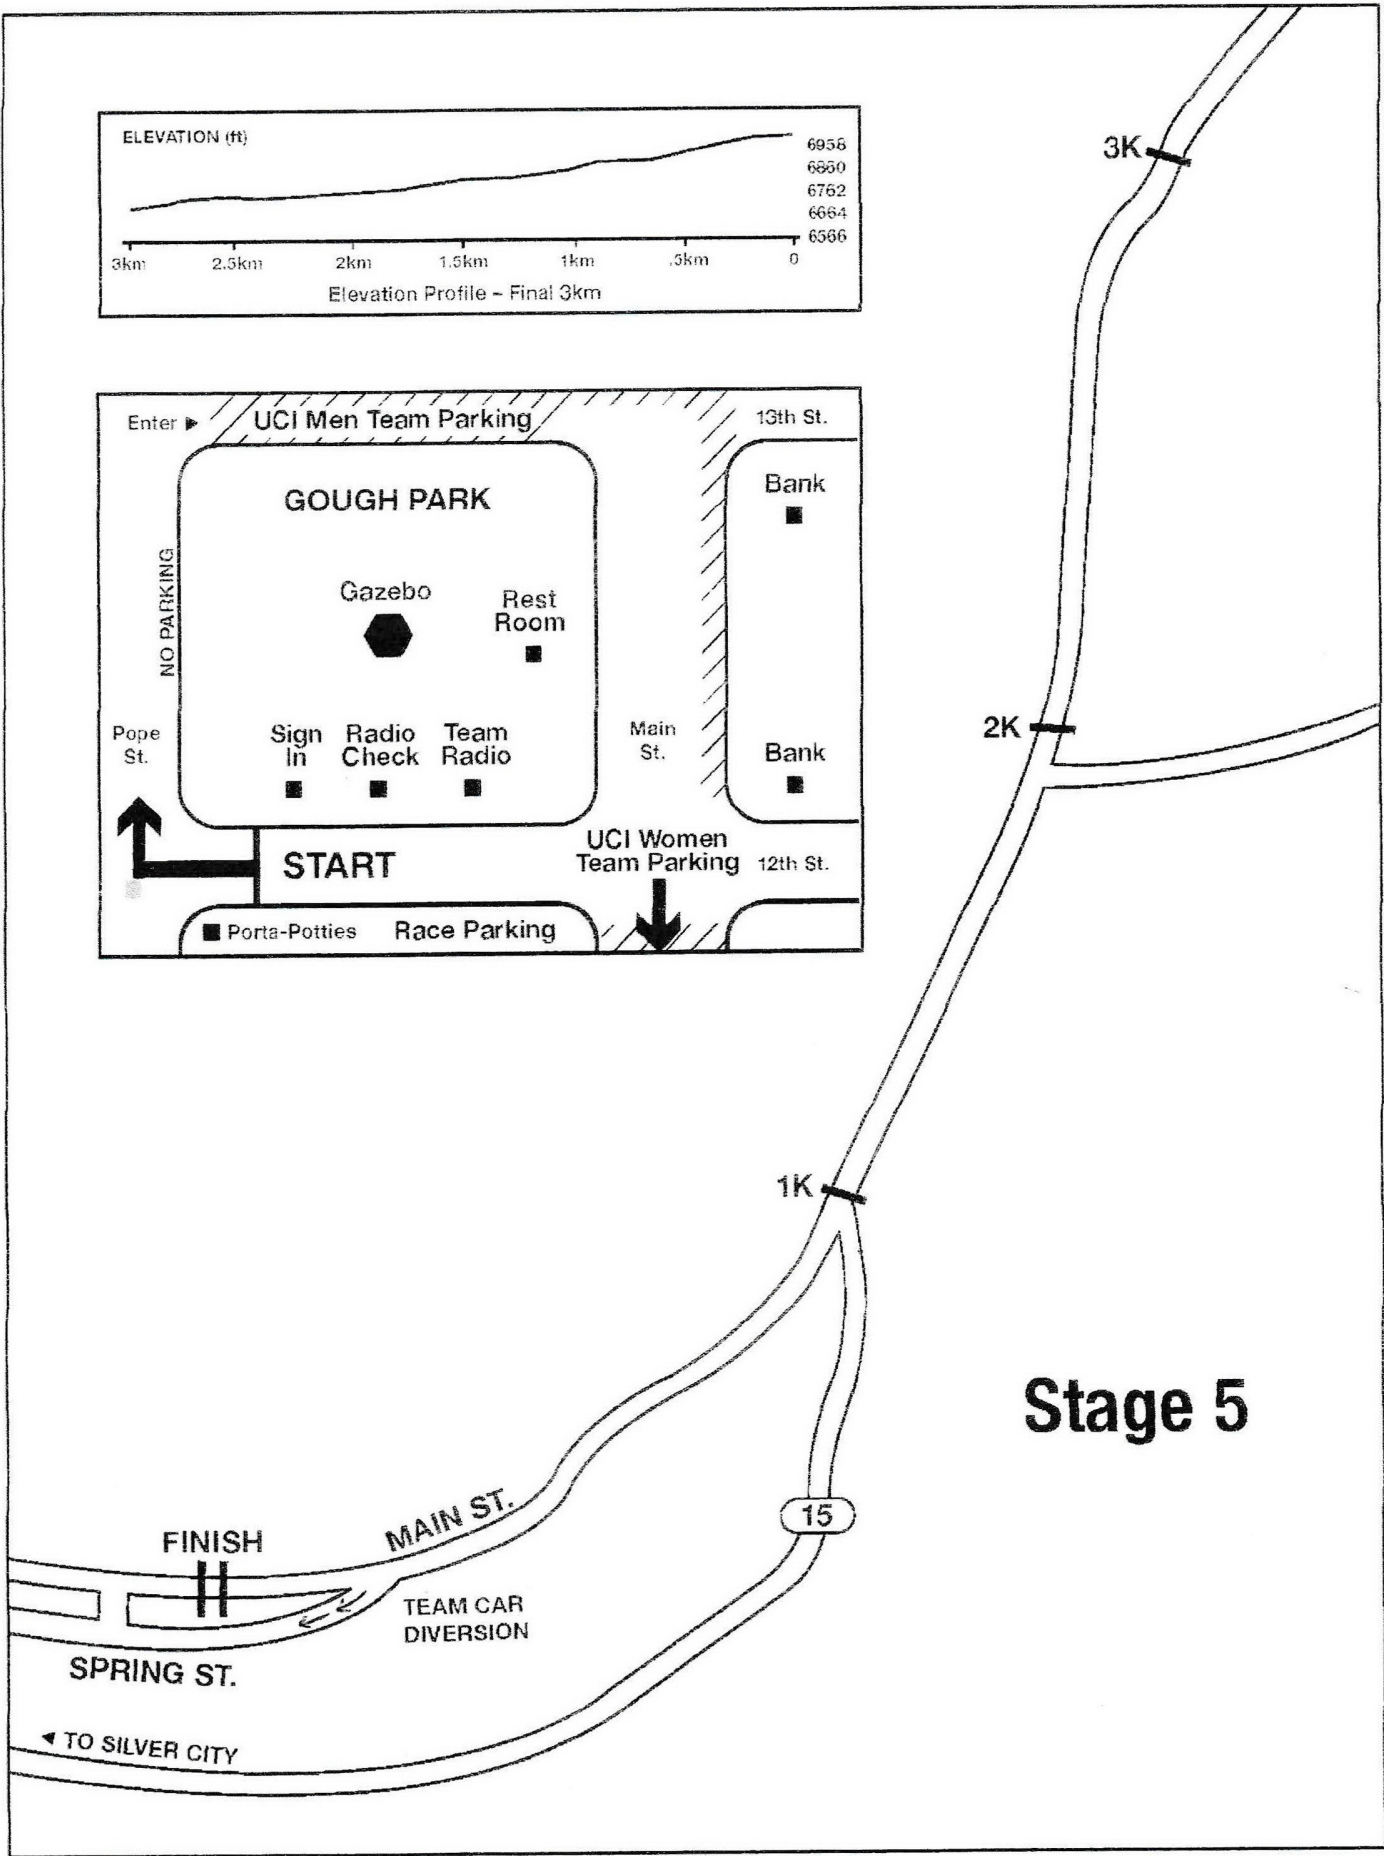 ELEVATION (ft)
6958
6860
6762
6664
6566
3km 2.5km 2km 1.5km 1km .5km 0
Elevation Profile – Final 3km
Enter ▶ UCI Men Team Parking 13th St.
GOUGH PARK
Bank
NO PARKING
Gazebo
Rest
Room
Pope
St.
Sign
In
Radio
Check
Team
Radio
Main
St.
Bank
START
UCI Women
Team Parking
12th St.
Porta-Potties Race Parking
3K
2K
1K
Stage 5
15
MAIN ST.
FINISH
TEAM CAR
DIVERSION
SPRING ST.
◀ TO SILVER CITY